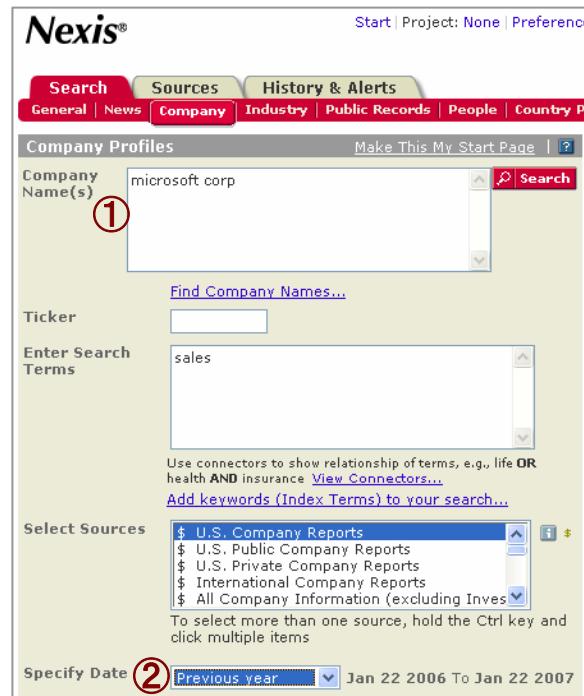 Nexis®
Start | Project: None | Preference
Search Sources History & Alerts
General | News Company Industry | Public Records | People | Country P
Company Profiles Make This My Start Page | ?
Company Name(s) ① microsoft corp Search
Find Company Names...
Ticker
Enter Search Terms sales
Use connectors to show relationship of terms, e.g., life OR
health AND insurance View Connectors...
Add keywords (Index Terms) to your search...
Select Sources
$ U.S. Company Reports
$ U.S. Public Company Reports
$ U.S. Private Company Reports
$ International Company Reports
$ All Company Information (excluding Inves
i $
To select more than one source, hold the Ctrl key and
click multiple items
Specify Date ② Previous year Jan 22 2006 To Jan 22 2007